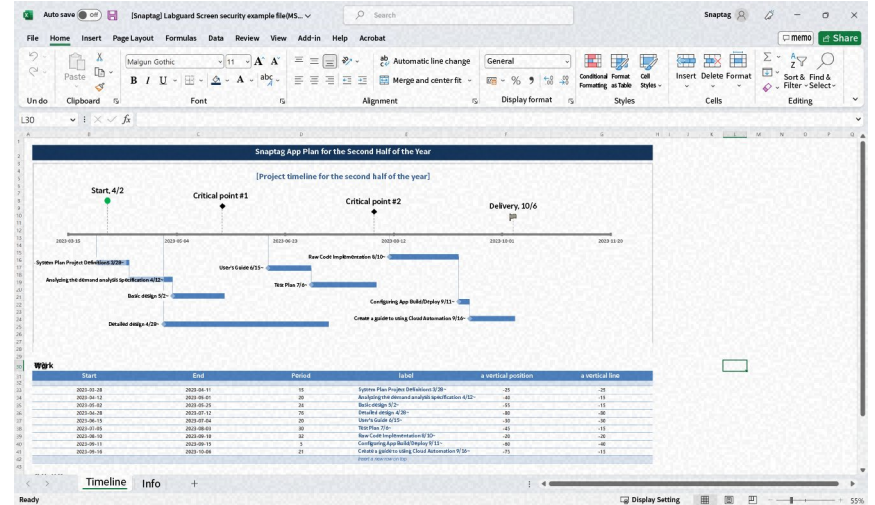 Auto save Off [Snaptag] Labguard Screen security example file(MS... Search Snaptag
File Home Insert Page Layout Formulas Data Review View Add-in Help Acrobat memo Share
Paste Malgun Gothic 11 A A Automatic line change General Conditional Formatting Format as Table Cell Styles Insert Delete Format Sort & Filter Find & Select
B I U A abc Merge and center fit % 9
Undo Clipboard Font Alignment Display format Styles Cells Editing
L30 fx
Snaptag App Plan for the Second Half of the Year
[Project timeline for the second half of the year]
Start, 4/2
Critical point #1
Critical point #2
Delivery, 10/6
2023-03-15 2023-05-04 2023-06-23 2023-08-12 2023-10-01 2023-11-20
Raw Code Implementation 8/10~
System Plan Project Definitions 3/28~
User's Guide 6/15~
Analyzing the demand analysis specification 4/12~
Test Plan 7/6~
Basic design 5/2~
Configuring App Build/Deploy 9/11~
Create a guide to using Cloud Automation 9/16~
Detailed design 4/28~
Work
Start End Period label a vertical position a vertical line
2023-03-28 2023-04-11 15 System Plan Project Definitions 3/28~ -25 -25
2023-04-12 2023-05-01 20 Analyzing the demand analysis specification 4/12~ -40 -15
2023-05-02 2023-05-25 24 Basic design 5/2~ -55 -15
2023-04-28 2023-07-12 76 Detailed design 4/28~ -80 -80
2023-06-15 2023-07-04 20 User's Guide 6/15~ -30 -30
2023-07-05 2023-08-03 30 Test Plan 7/6~ -45 -15
2023-08-10 2023-09-10 32 Raw Code Implementation 8/10~ -20 -20
2023-09-11 2023-09-15 5 Configuring App Build/Deploy 9/11~ -60 -40
2023-09-16 2023-10-06 21 Create a guide to using Cloud Automation 9/16~ -75 -15
Timeline Info +
Ready Display Setting 55%